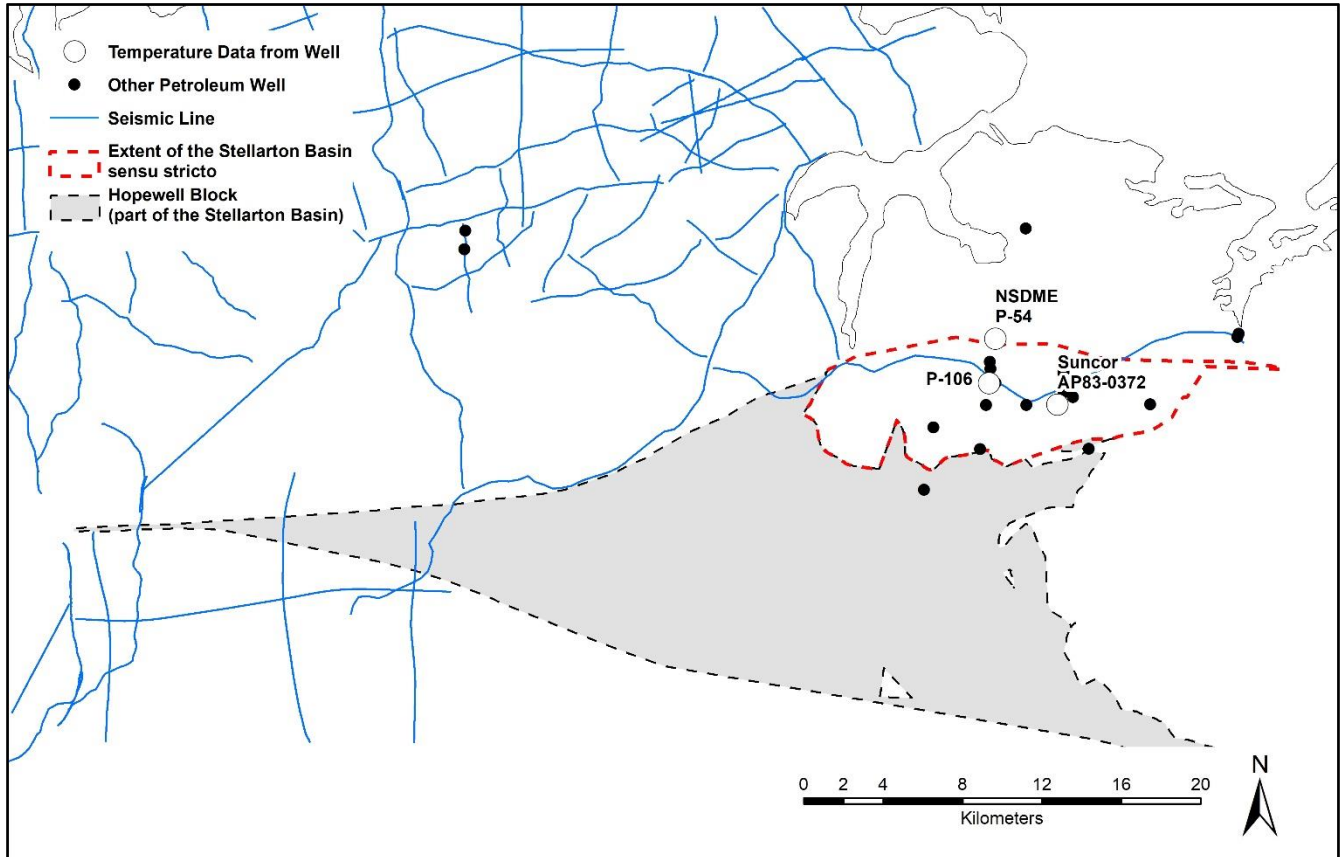 Temperature Data from Well
Other Petroleum Well
Seismic Line
Extent of the Stellarton Basin
sensu stricto
Hopewell Block
(part of the Stellarton Basin)
NSDME
P-54
P-106
Suncor
AP83-0372
N
0 2 4 8 12 16 20
Kilometers